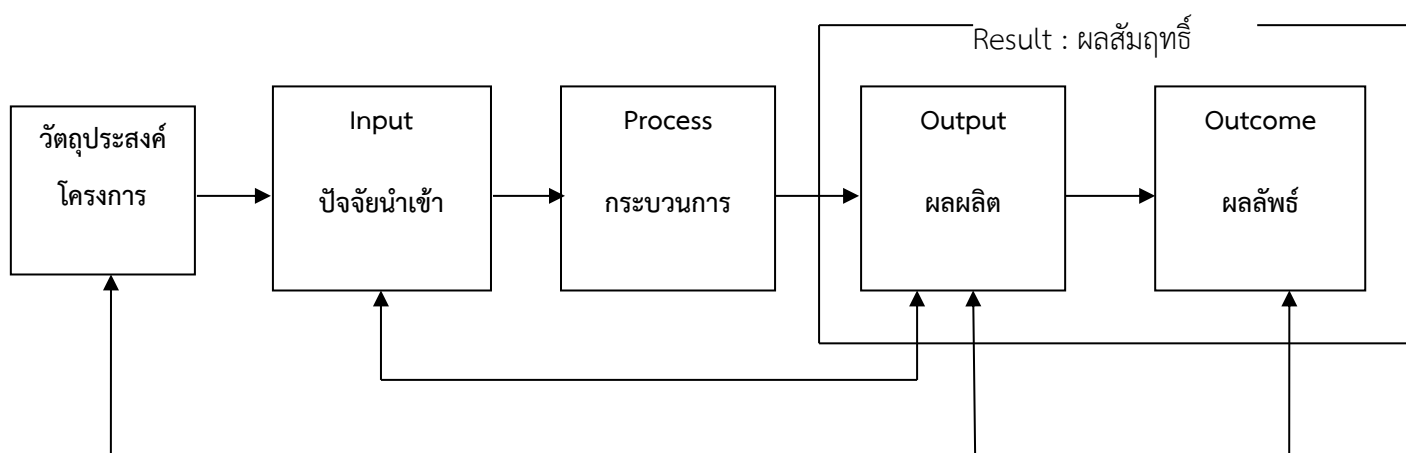 Result : ผลสัมฤทธิ์
วัตถุประสงค์
โครงการ
Input
ปัจจัยนำเข้า
Process
กระบวนการ
Output
ผลผลิต
Outcome
ผลลัพธ์